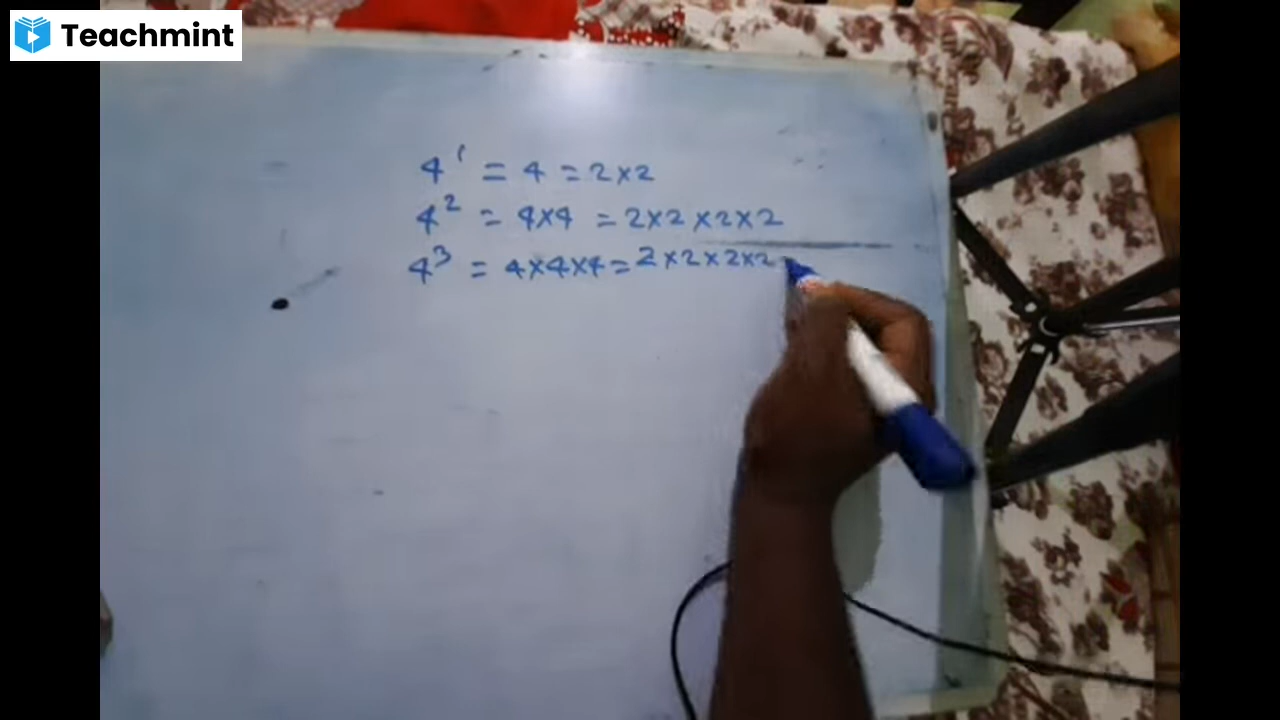 Teachmint
4¹ = 4 = 2×2
4² = 4×4 = 2×2×2×2
4³ = 4×4×4 = 2×2×2×2